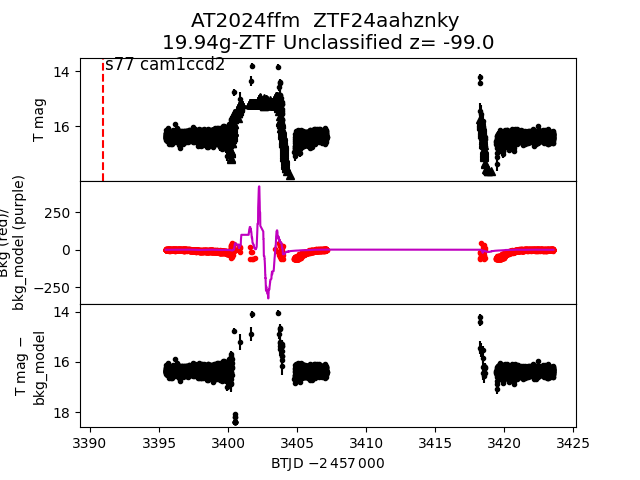 AT2024ffm  ZTF24aahznky
19.94g-ZTF Unclassified z= -99.0
s77 cam1ccd2
14
16
T mag
250
0
−250
Bkg (red)/
bkg_model (purple)
14
16
18
T mag −
bkg_model
3390 3395 3400 3405 3410 3415 3420 3425
BTJD −2 457 000